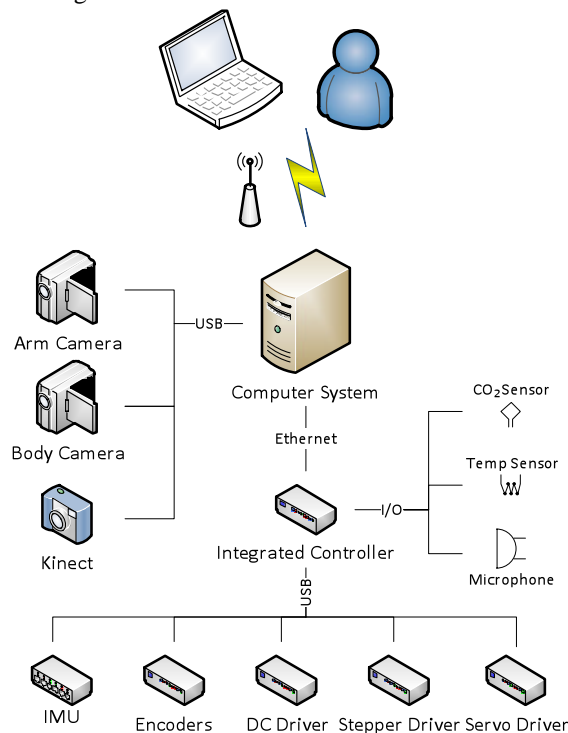 USB
Arm Camera
Computer System
CO₂Sensor
Body Camera
Ethernet
Temp Sensor
I/O
Kinect
Integrated Controller
Microphone
USB
IMU
Encoders
DC Driver
Stepper Driver
Servo Driver